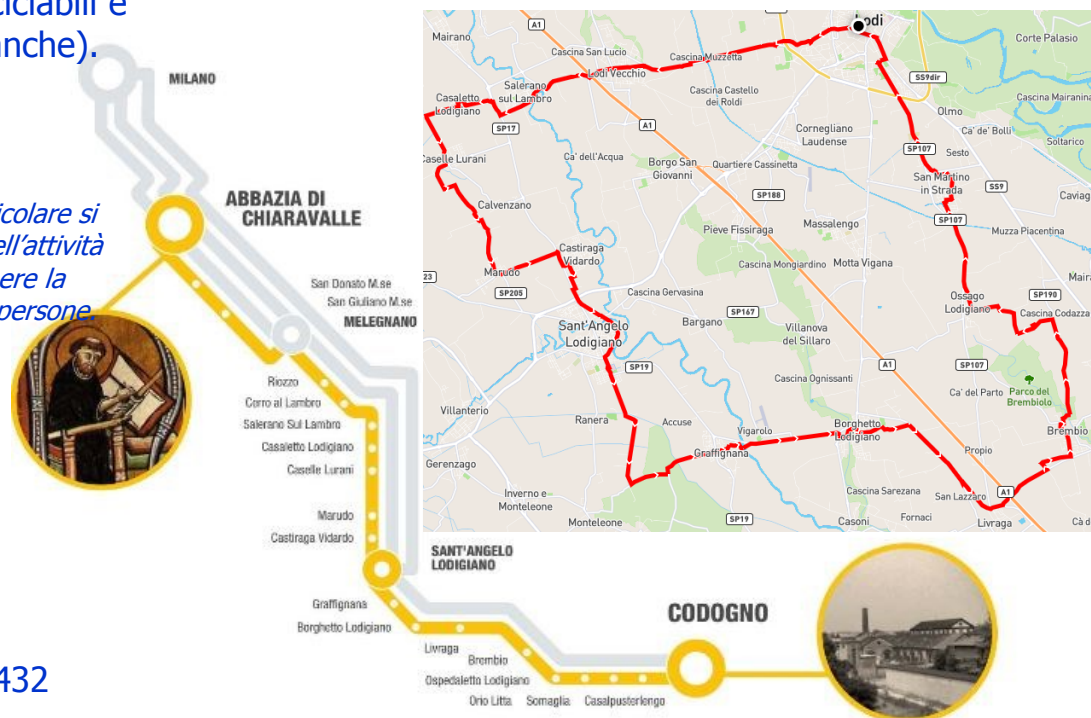 ciclabili e
anche).
icolare si
ell'attività
ere la
persone.
432
MILANO
ABBAZIA DI
CHIARAVALLE
San Donato M.se
San Giuliano M.se
MELEGNANO
Riozzo
Cerro al Lambro
Salerano Sul Lambro
Casaletto Lodigiano
Caselle Lurani
Marudo
Castiraga Vidardo
SANT'ANGELO
LODIGIANO
Graffignana
Borghetto Lodigiano
Livraga
Brembio
Ospedaletto Lodigiano
Orio Litta
Somaglia
Casalpusterlengo
CODOGNO
Mairano
A1
Lodi
Corte Palasio
Cascina San Lucio
Cascina Muzzetta
Lodi Vecchio
Salerano
sul Lambro
SS9dir
Casaletto
Lodigiano
Cascina Castello
dei Roldi
Cascina Mairanina
Olmo
SP17
A1
Cornegliano
Laudense
Ca' de' Bolli
Soltarico
Caselle Lurani
Ca' dell'Acqua
Borgo San
Giovanni
Quartiere Cassinetta
SP107
Sesto
San Martino
in Strada
SS9
Caviag
Calvenzano
SP188
Massalengo
SP107
Muzza Piacentina
Pieve Fissiraga
Castiraga
Vidardo
Cascina Mongiardino
Motta Vigana
23
Marudo
Maira
SP205
Cascina Gervasina
Ossago
Lodigiano
SP190
Cascina Codazza
Sant'Angelo
Lodigiano
Bargano
SP167
Villanova
del Sillaro
SP19
SP107
A1
Cascina Ognissanti
Ca' del Parto
Parco del
Brembiolo
Villanterio
Ranera
Accuse
Vigarolo
Borghetto
Lodigiano
Brembio
Graffignana
Propio
Gerenzago
Inverno e
Monteleone
Cascina Sarezana
San Lazzaro
A1
Monteleone
SP19
Casoni
Fornaci
Livraga
Cà d